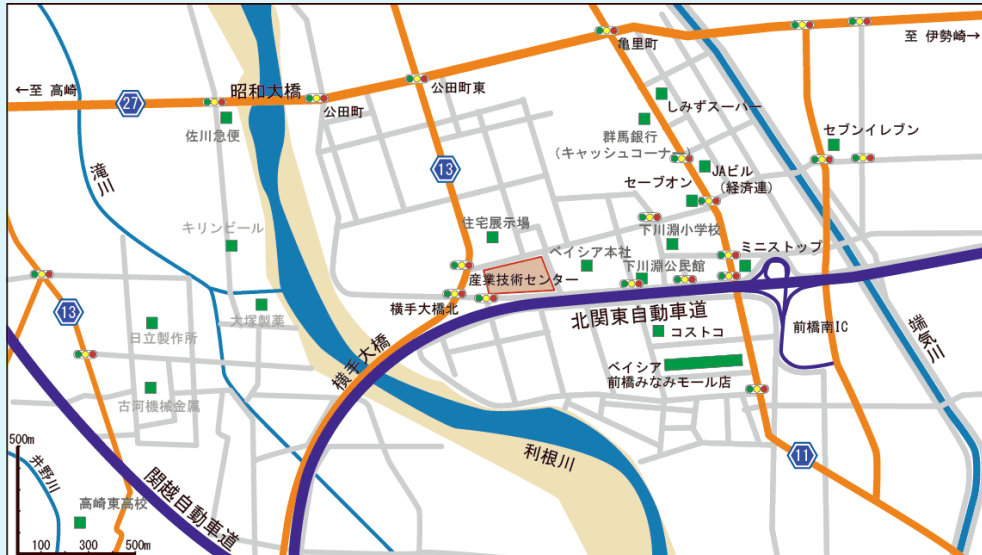 亀里町
至 伊勢崎→
←至 高崎
昭和大橋
公田町東
27
公田町
しみずスーパー
佐川急便
群馬銀行
(キャッシュコーナー)
セブンイレブン
滝川
13
JAビル
(経済連)
セーブオン
住宅展示場
下川淵小学校
キリンビール
ベイシア本社
ミニストップ
産業技術センター
下川淵公民館
横手大橋北
大塚製薬
13
北関東自動車道
前橋南IC
端気川
日立製作所
コストコ
横手大橋
ベイシア
前橋みなみモール店
古河機械金属
500m
利根川
11
井野川
関越自動車道
高崎東高校
100
300
500m